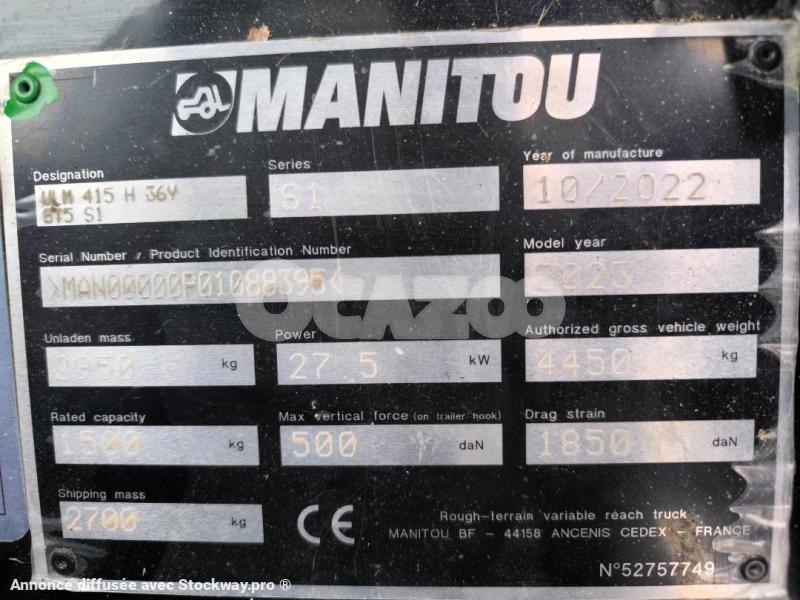 MANITOU
Designation
ULM 415 H 36Y
ST5 S1
Series
S1
Year of manufacture
10/2022
Serial Number / Product Identification Number
Model year
2023
OCAZOO
Unladen mass
kg
Power
27.5 kW
Authorized gross vehicle weight
4450 kg
Rated capacity
1500 kg
Max vertical force (on trailer hook)
500 daN
Drag strain
1850 daN
Shipping mass
2700 kg
CE
Rough-terrain variable reach truck
MANITOU BF - 44158 ANCENIS CEDEX - FRANCE
N°52757749
Annonce diffusée avec Stockway.pro ®